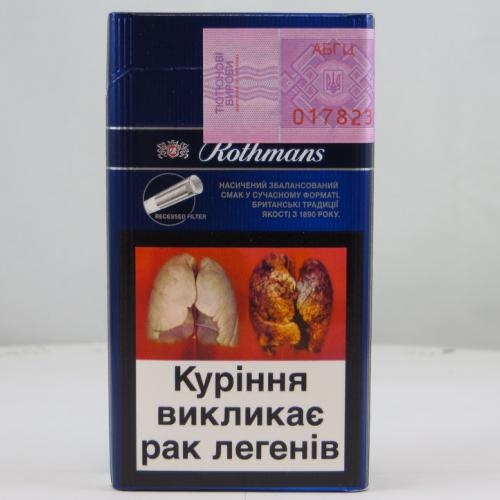 ТЮТЮНОВІ
ВИРОБИ
АБГЦ
017823
Rothmans
НАСИЧЕНИЙ ЗБАЛАНСОВАНИЙ
СМАК У СУЧАСНОМУ ФОРМАТІ.
БРИТАНСЬКІ ТРАДИЦІЇ
ЯКОСТІ З 1890 РОКУ.
RECESSED FILTER
Куріння
викликає
рак легенів